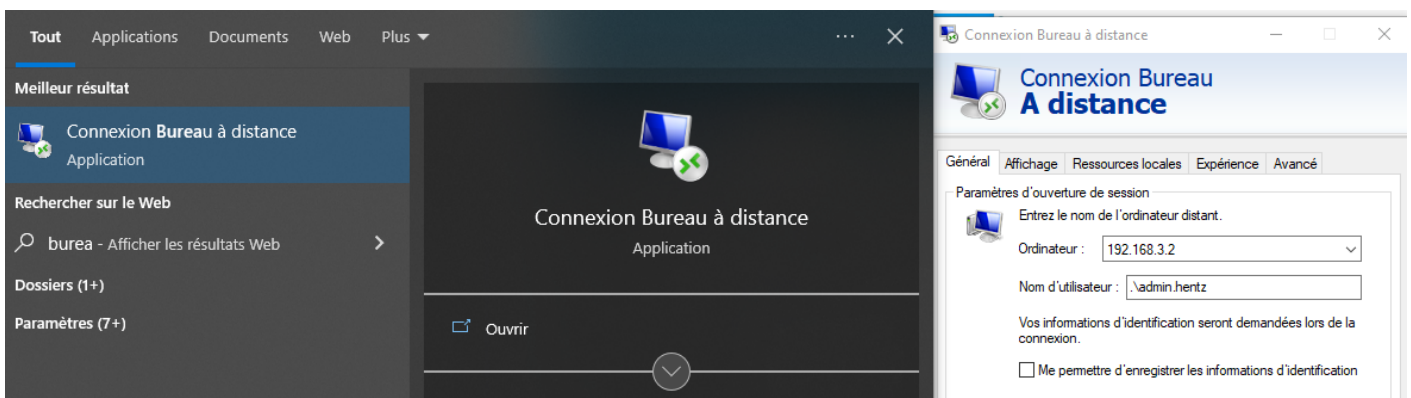 Tout Applications Documents Web Plus
Meilleur résultat
Connexion Bureau à distance
Application
Rechercher sur le Web
burea - Afficher les résultats Web
Dossiers (1+)
Paramètres (7+)
Connexion Bureau à distance
Application
Ouvrir
Connexion Bureau à distance
Connexion Bureau
A distance
Général Affichage Ressources locales Expérience Avancé
Paramètres d'ouverture de session
Entrez le nom de l'ordinateur distant.
Ordinateur : 192.168.3.2
Nom d'utilisateur : .\admin.hentz
Vos informations d'identification seront demandées lors de la
connexion.
Me permettre d'enregistrer les informations d'identification